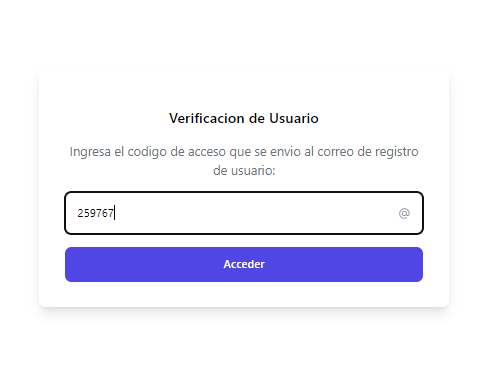 Verificacion de Usuario
Ingresa el codigo de acceso que se envio al correo de registro
de usuario:
259767 @
Acceder